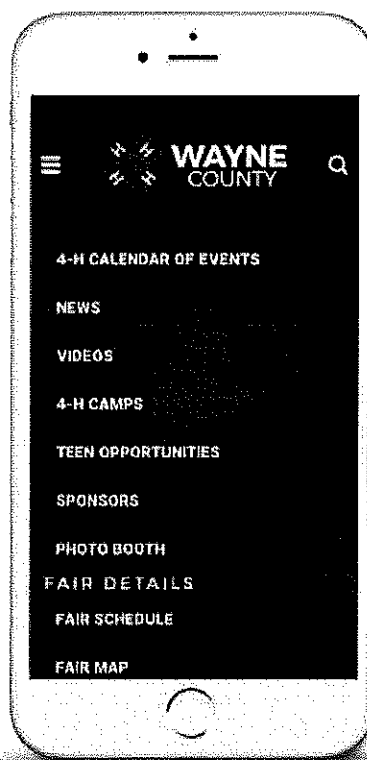 WAYNE
COUNTY
4-H CALENDAR OF EVENTS
NEWS
VIDEOS
4-H CAMPS
TEEN OPPORTUNITIES
SPONSORS
PHOTO BOOTH
FAIR DETAILS
FAIR SCHEDULE
FAIR MAP